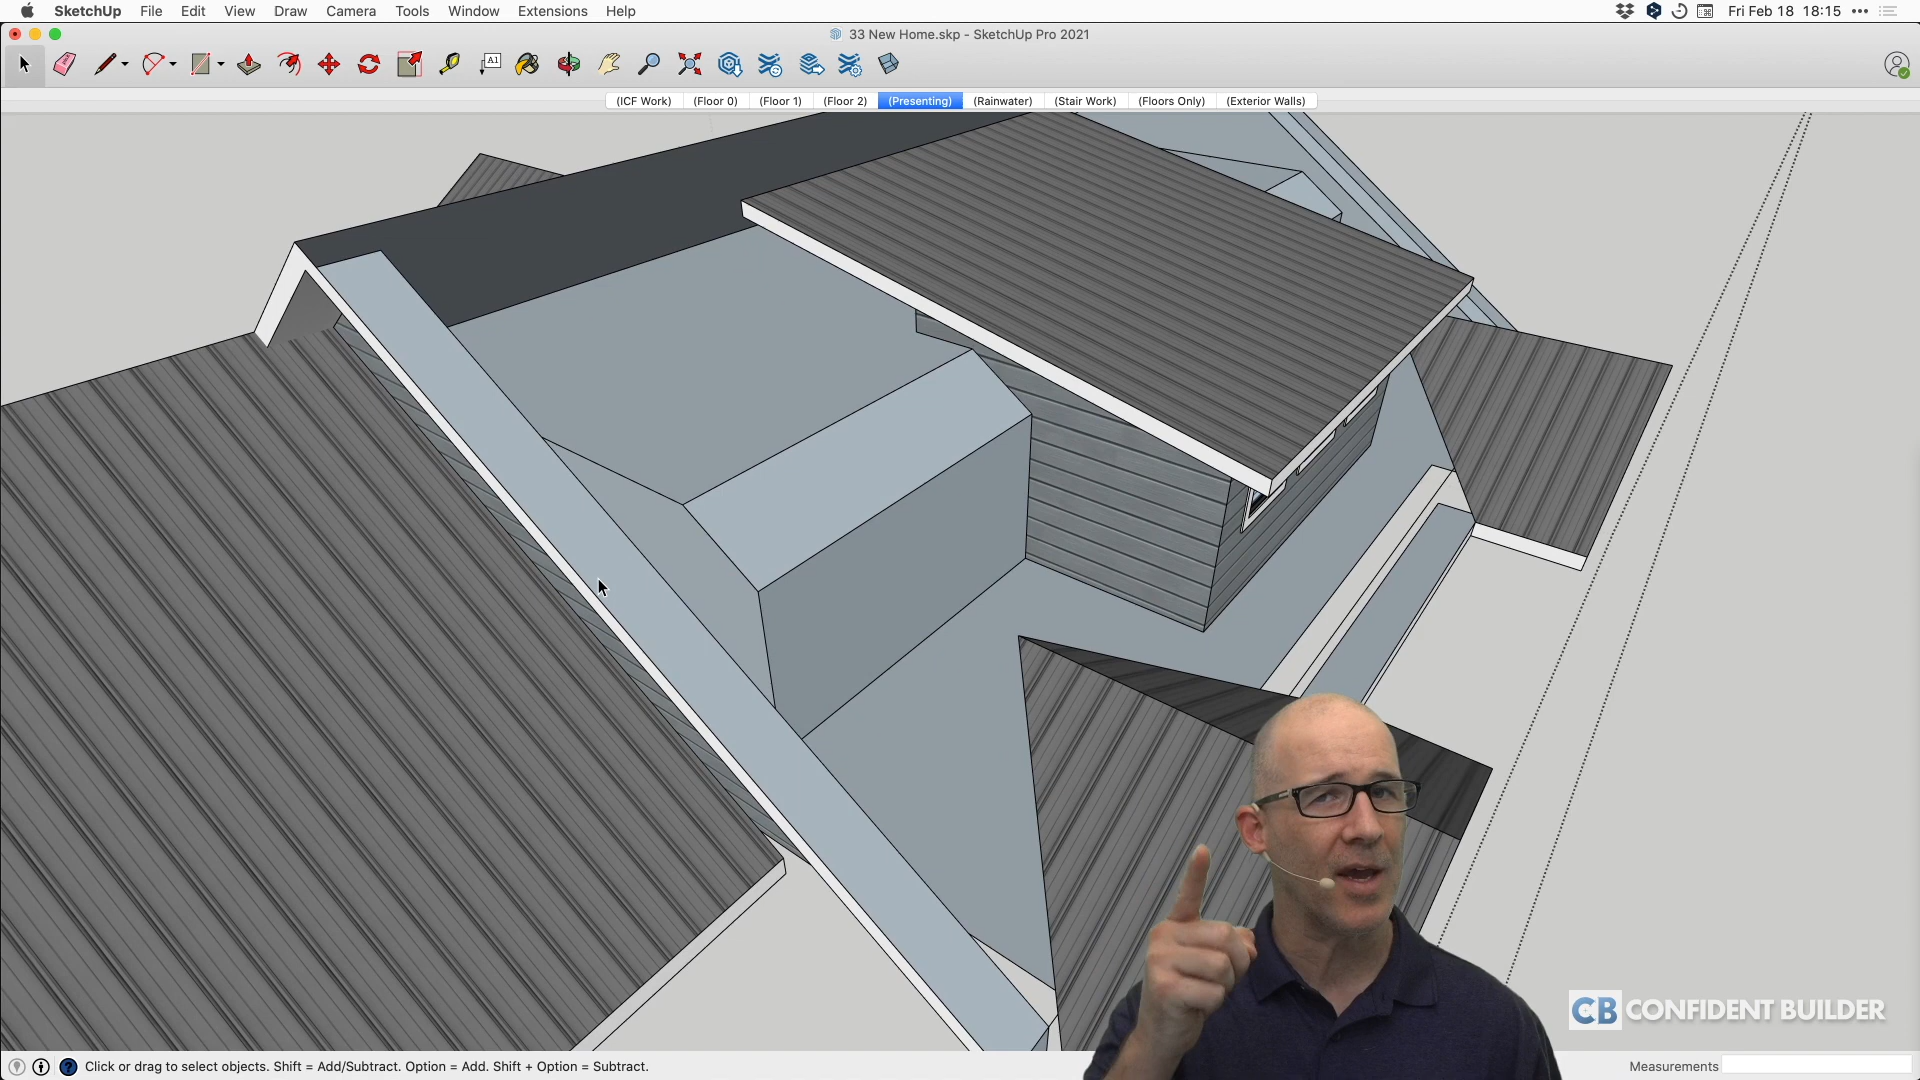 SketchUp File Edit View Draw Camera Tools Window Extensions Help Fri Feb 18 18:15
33 New Home.skp - SketchUp Pro 2021
A1
(ICF Work) (Floor 0) (Floor 1) (Floor 2) (Presenting) (Rainwater) (Stair Work) (Floors Only) (Exterior Walls)
CB CONFIDENT BUILDER
Click or drag to select objects. Shift = Add/Subtract. Option = Add. Shift + Option = Subtract. Measurements